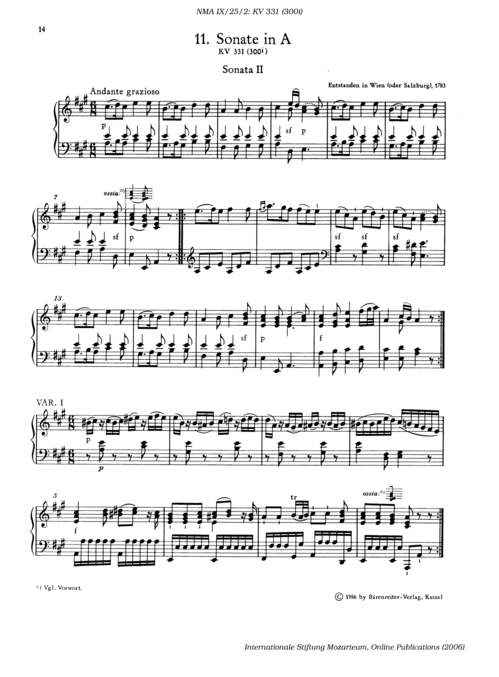 NMA IX/25/2: KV 331 (300i)
14
11. Sonate in A
KV 331 (300i)
Sonata II
Entstanden in Wien (oder Salzburg), 1783
Andante grazioso
p
sf p
7
ossia: *)
sf p
sf sf
13
sf p f
VAR. I
p
p
5
tr
ossia: *)
f
*) Vgl. Vorwort.
© 1986 by Bärenreiter-Verlag, Kassel
Internationale Stiftung Mozarteum, Online Publications (2006)